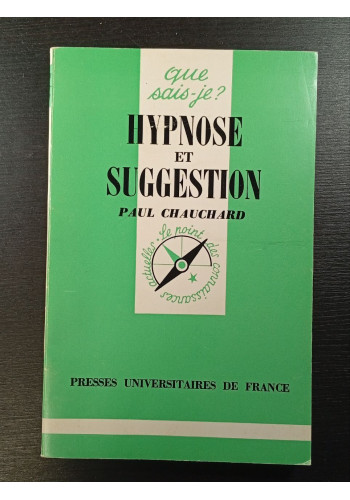 que
sais-je?
HYPNOSE
ET
SUGGESTION
PAUL CHAUCHARD
Le point des connaissances actuelles
PRESSES UNIVERSITAIRES DE FRANCE